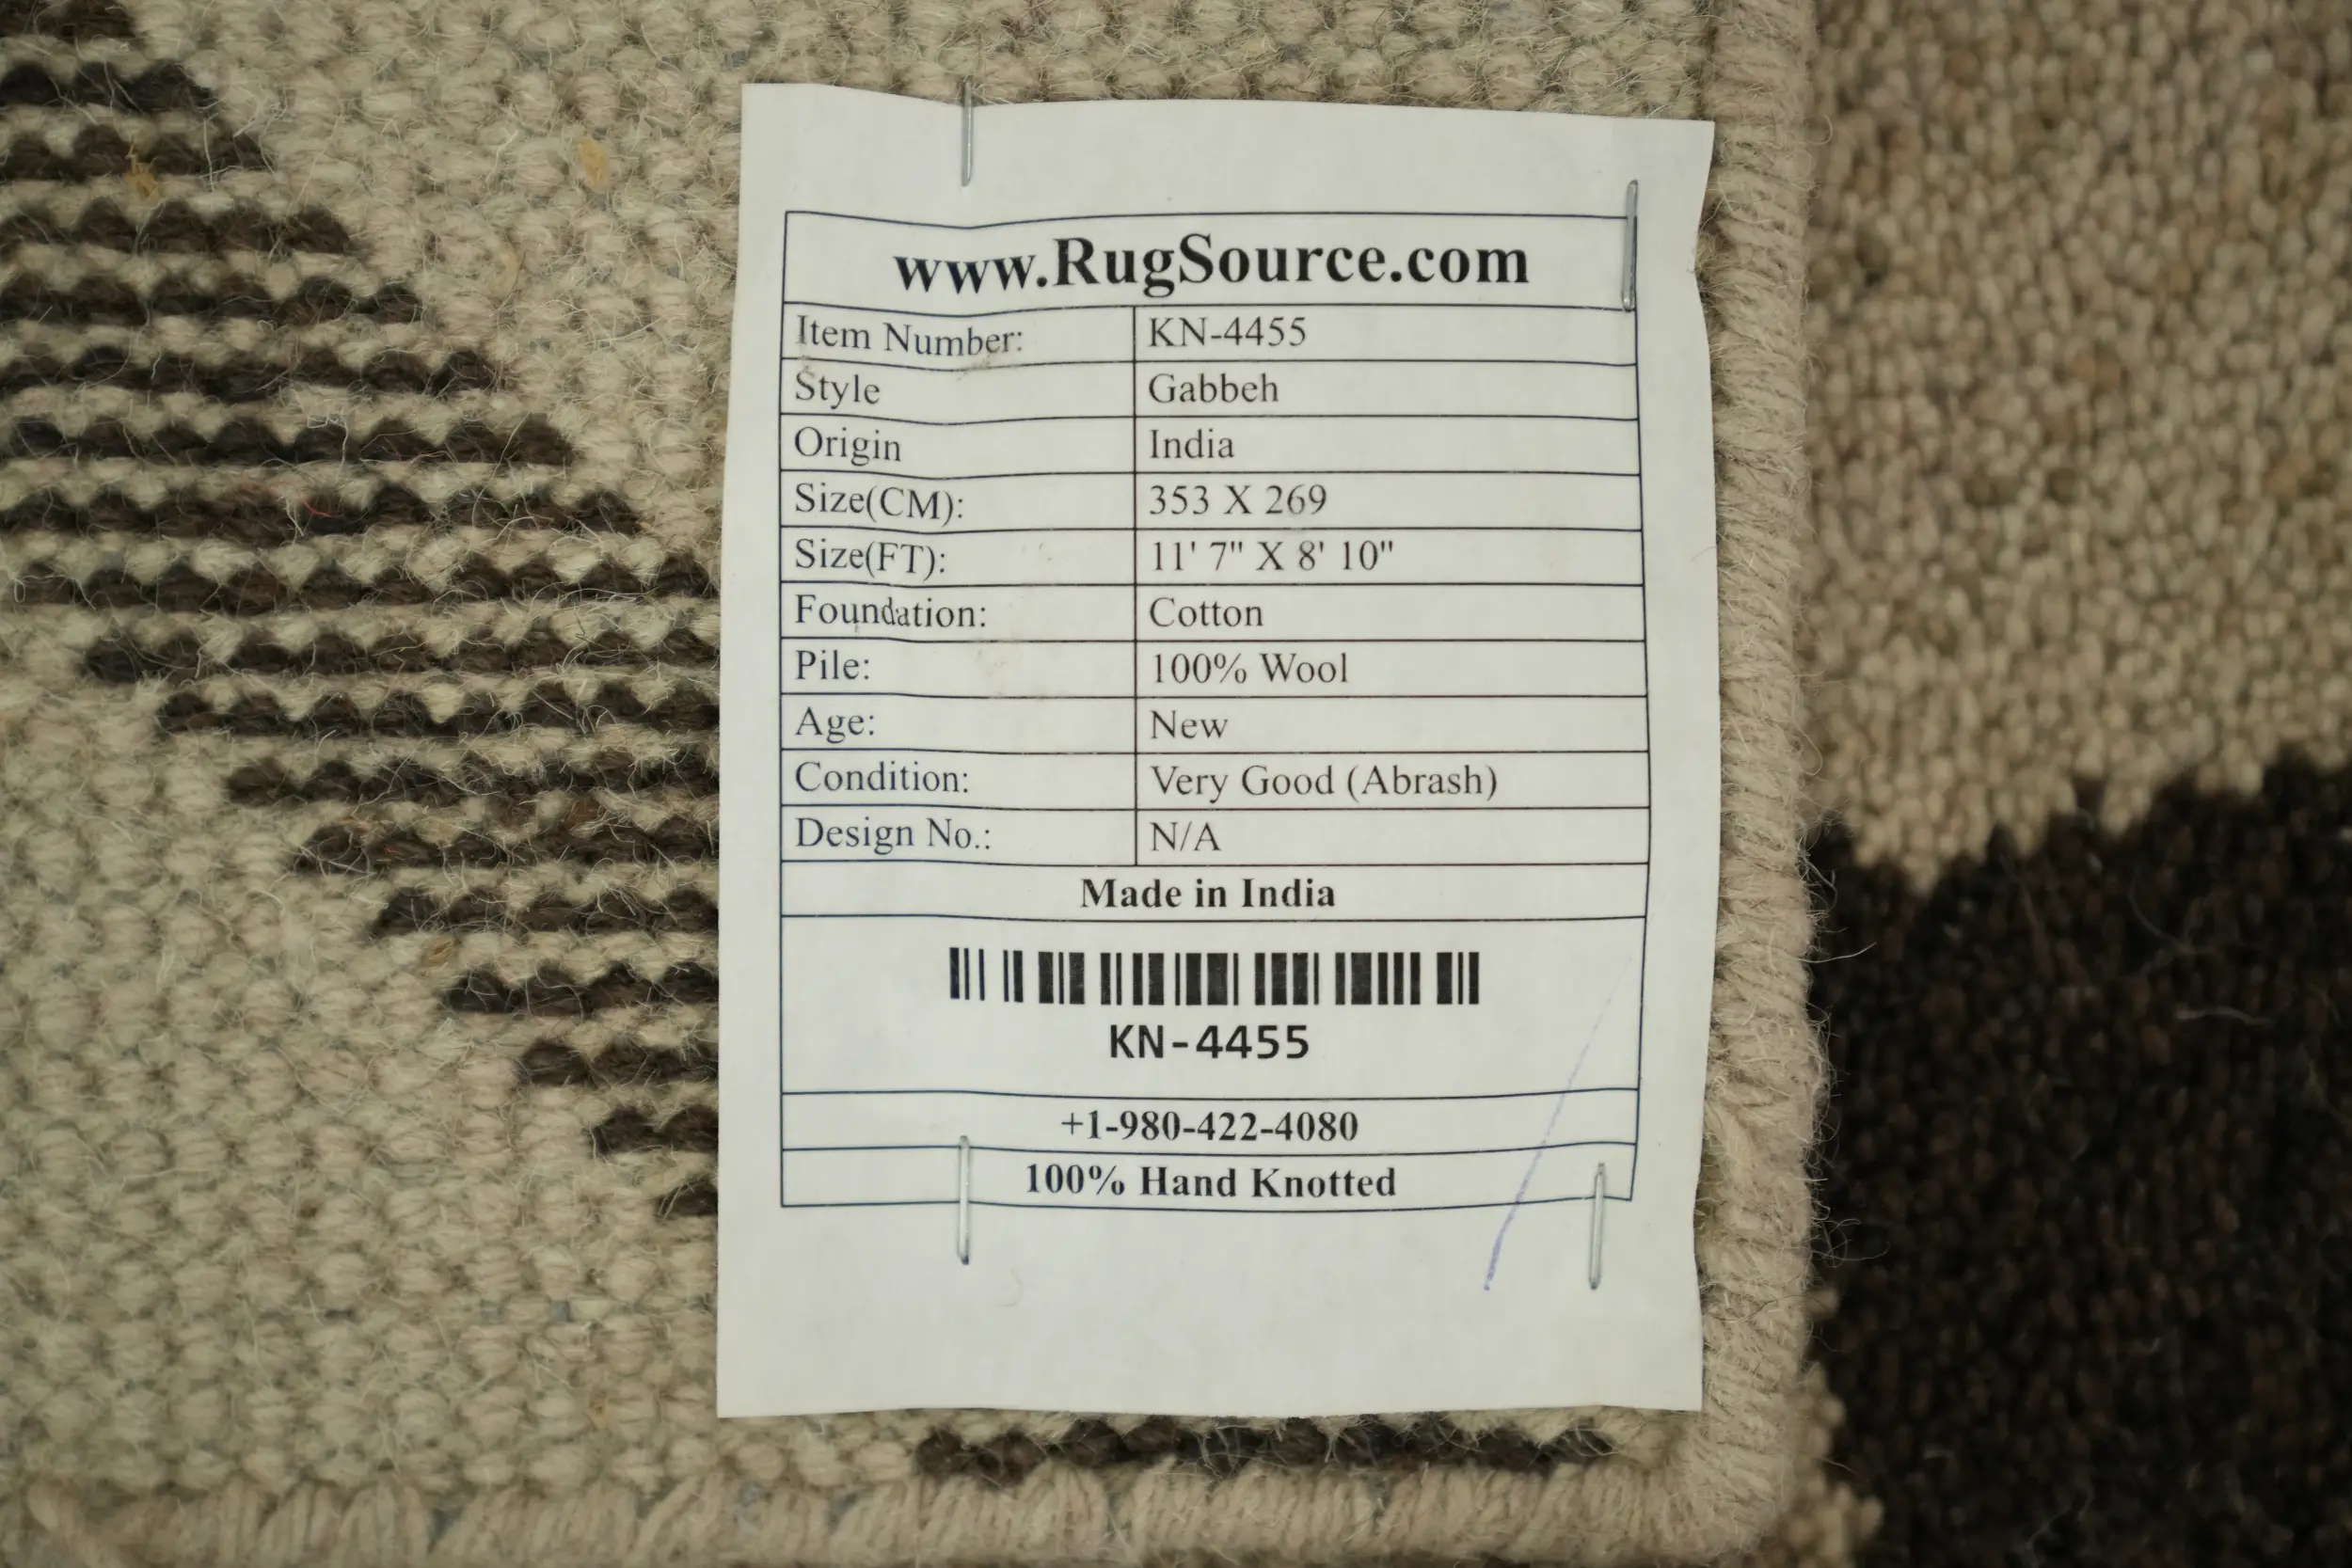 www.RugSource.com
Item Number: KN-4455
Style Gabbeh
Origin India
Size(CM): 353 X 269
Size(FT): 11' 7" X 8' 10"
Foundation: Cotton
Pile: 100% Wool
Age: New
Condition: Very Good (Abrash)
Design No.: N/A
Made in India
KN-4455
+1-980-422-4080
100% Hand Knotted